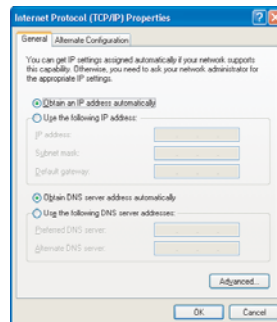 Internet Protocol (TCP/IP) Properties
General
Alternate Configuration
You can get IP settings assigned automatically if your network supports
this capability. Otherwise, you need to ask your network administrator for
the appropriate IP settings.
Obtain an IP address automatically
Use the following IP address:
IP address:
Subnet mask:
Default gateway:
Obtain DNS server address automatically
Use the following DNS server addresses:
Preferred DNS server:
Alternate DNS server:
Advanced...
OK
Cancel